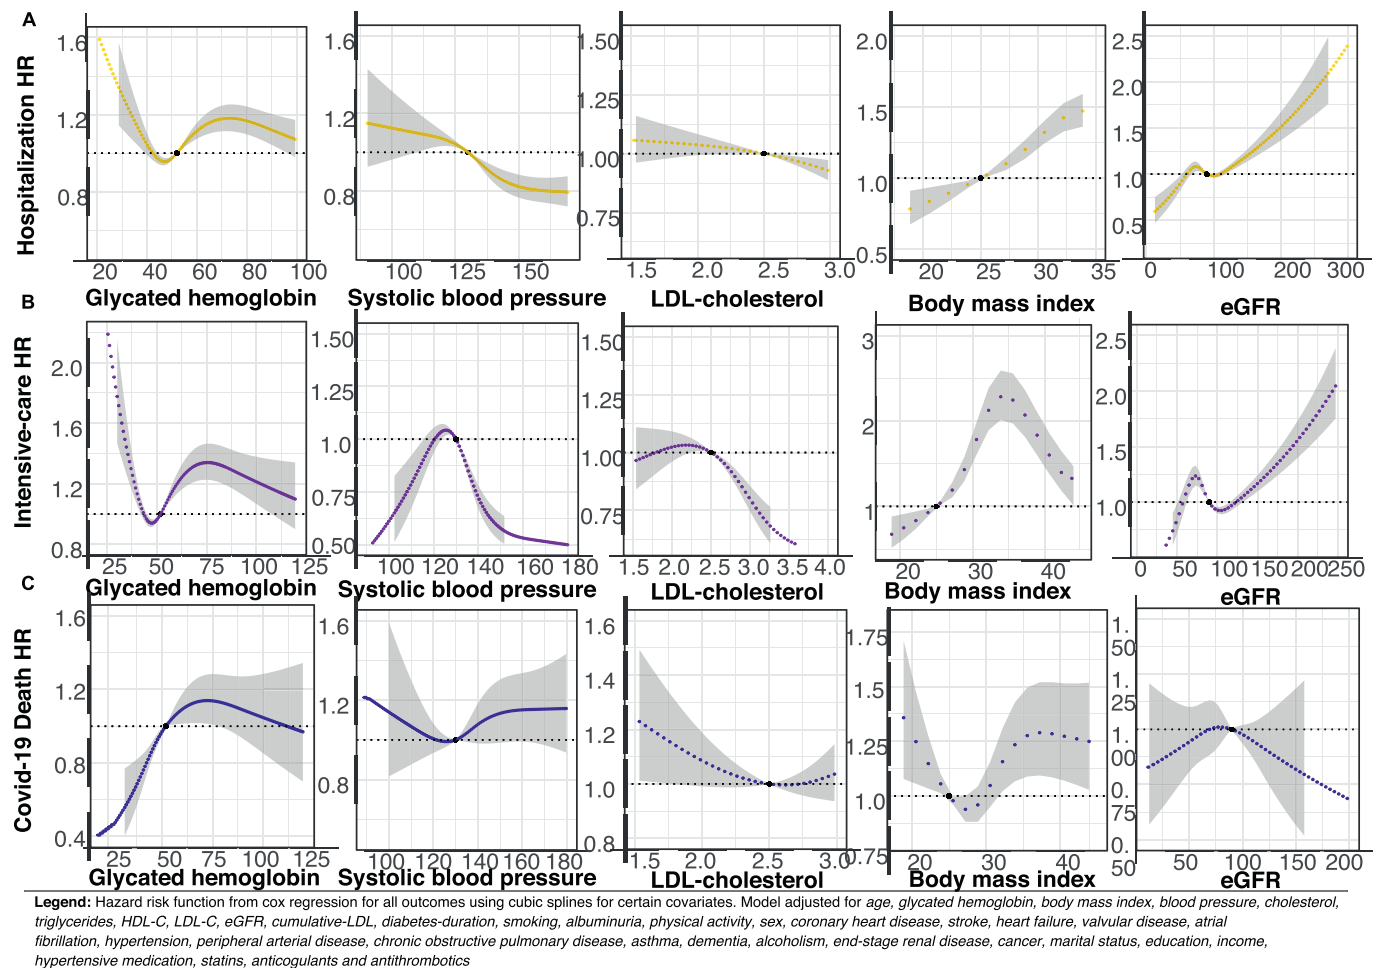 A
Hospitalization HR
1.6
1.2
0.8
20 40 60 80 100
Glycated hemoglobin
1.6
1.2
0.8
100 125 150
Systolic blood pressure
1.50
1.25
1.00
0.75
1.5 2.0 2.5 3.0
LDL-cholesterol
2.0
1.5
1.0
0.5
20 25 30 35
Body mass index
2.5
2.0
1.5
1.0
0.5
0 100 200 300
eGFR
B
Intensive-care HR
2.0
1.6
1.2
0.8
25 50 75 100 125
Glycated hemoglobin
1.50
1.25
1.0
0.75
0.50
100 120 140 160 180
Systolic blood pressure
1.50
1.25
1.00
0.75
1.5 2.0 2.5 3.0 3.5 4.0
LDL-cholesterol
3
2
1
20 30 40
Body mass index
2.5
2.0
1.5
1.0
0 50 100 150 200 250
eGFR
C
Covid-19 Death HR
1.6
1.2
0.8
0.4
25 50 75 100 125
Glycated hemoglobin
1.6
1.2
0.8
100 120 140 160 180
Systolic blood pressure
1.6
1.4
1.2
1.0
0.8
1.5 2.0 2.5 3.0
LDL-cholesterol
1.75
1.5
1.25
1.0
0.75
20 30 40
Body mass index
1.
50
1.
25
1.
00
0.
75
0.
50
50 100 150 200
eGFR
Legend: Hazard risk function from cox regression for all outcomes using cubic splines for certain covariates. Model adjusted for age, glycated hemoglobin, body mass index, blood pressure, cholesterol,
triglycerides, HDL-C, LDL-C, eGFR, cumulative-LDL, diabetes-duration, smoking, albuminuria, physical activity, sex, coronary heart disease, stroke, heart failure, valvular disease, atrial
fibrillation, hypertension, peripheral arterial disease, chronic obstructive pulmonary disease, asthma, dementia, alcoholism, end-stage renal disease, cancer, marital status, education, income,
hypertensive medication, statins, anticogulants and antithrombotics